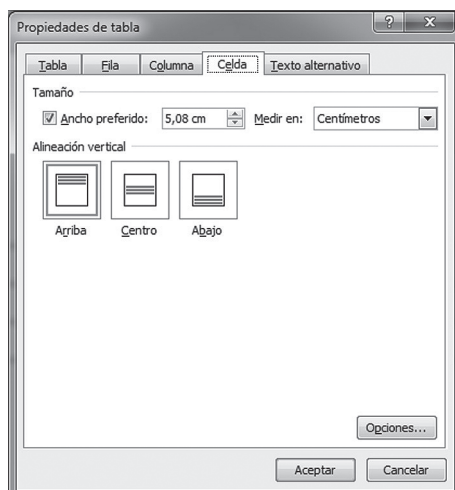 Propiedades de tabla
Tabla Fila Columna Celda Texto alternativo
Tamaño
Ancho preferido: 5,08 cm Medir en: Centímetros
Alineación vertical
Arriba Centro Abajo
Opciones...
Aceptar Cancelar